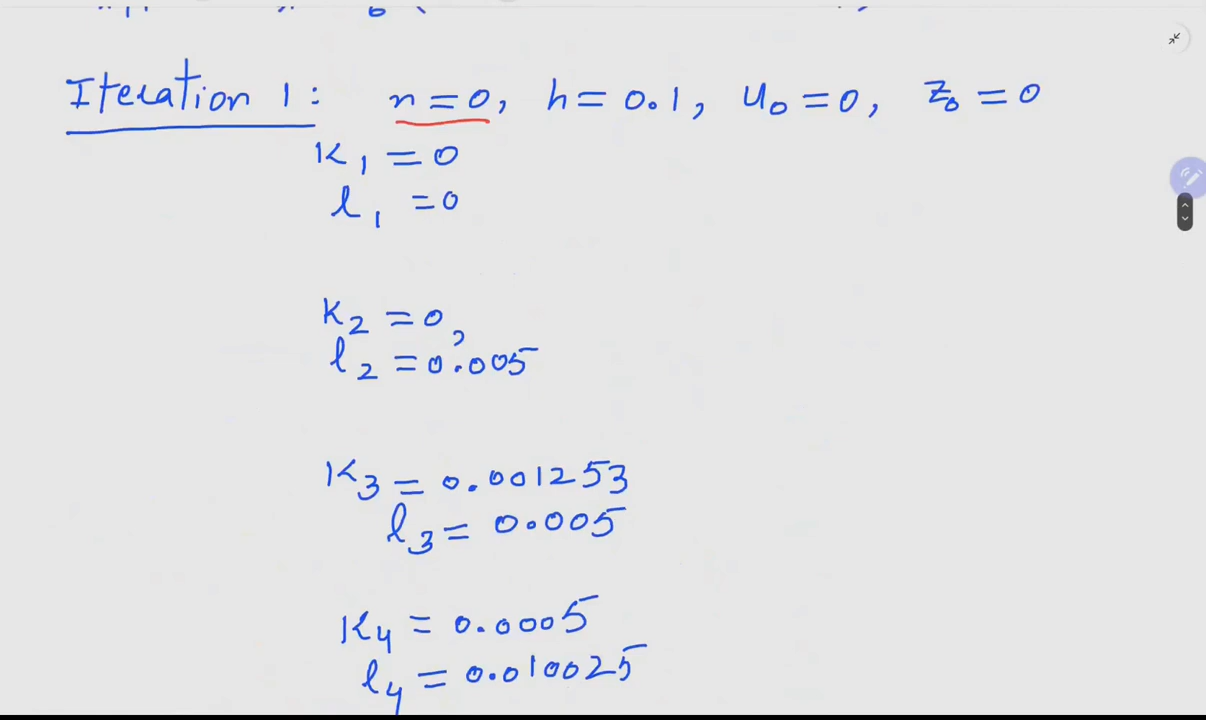 Iteration 1: n=0, h=0.1, u₀=0, z₀=0
K₁=0
l₁=0
K₂=0,
l₂=0.005
K₃=0.001253
l₃=0.005
K₄=0.0005
l₄=0.010025